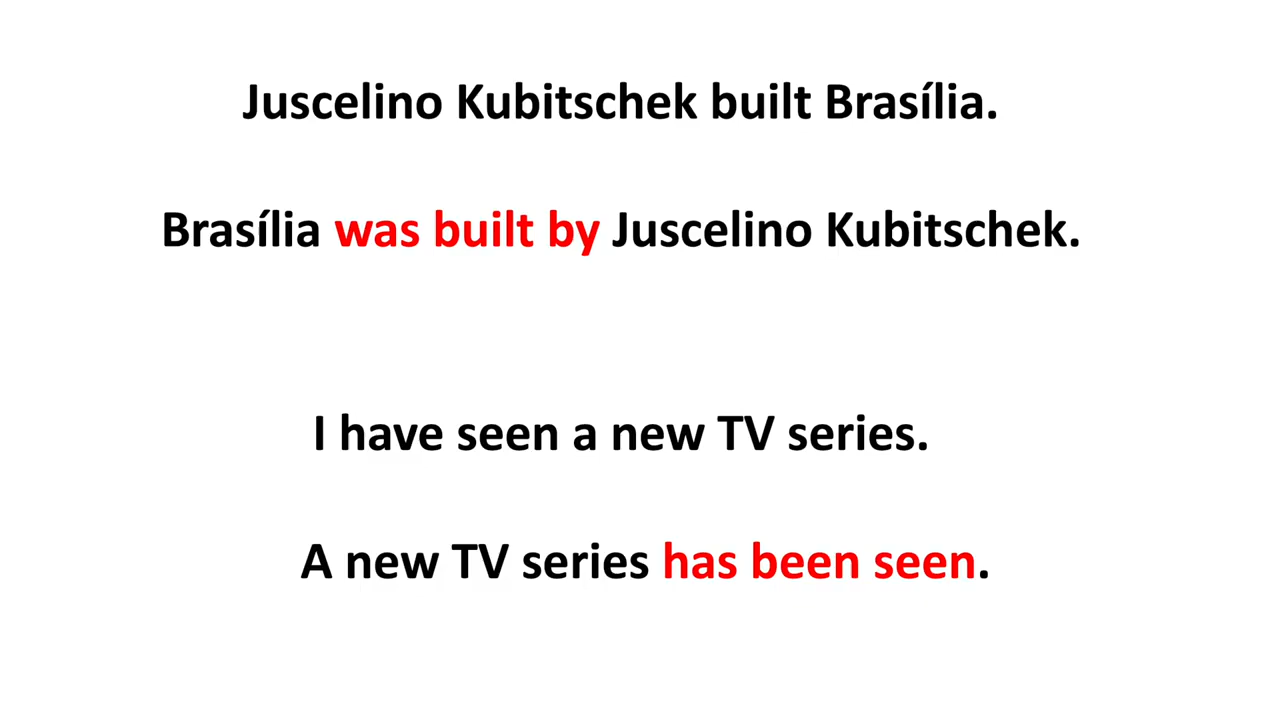 Juscelino Kubitschek built Brasília.
Brasília was built by Juscelino Kubitschek.
I have seen a new TV series.
A new TV series has been seen.